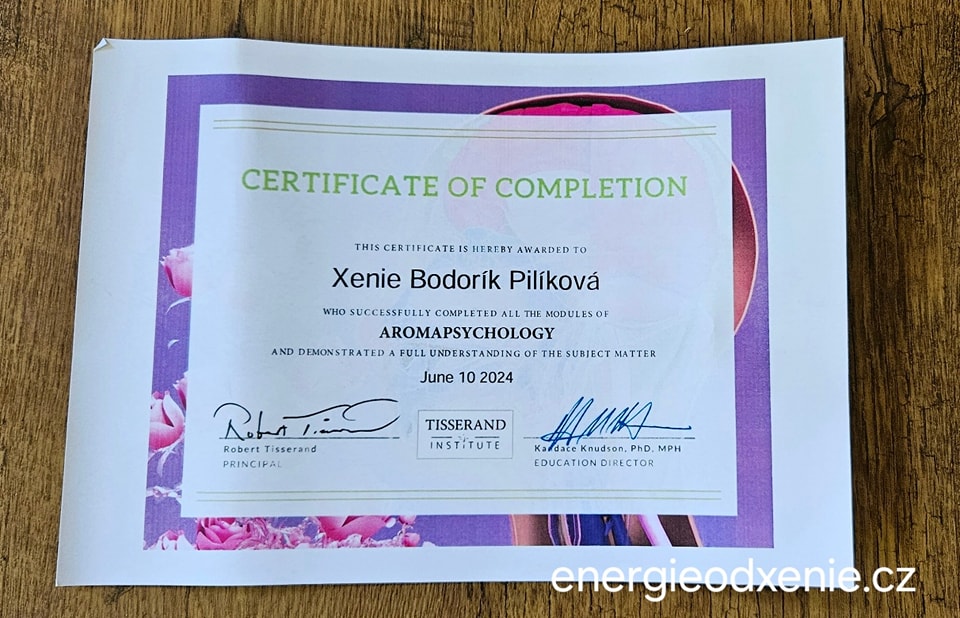 CERTIFICATE OF COMPLETION
THIS CERTIFICATE IS HEREBY AWARDED TO
Xenie Bodorík Pilíková
WHO SUCCESSFULLY COMPLETED ALL THE MODULES OF
AROMAPSYCHOLOGY
AND DEMONSTRATED A FULL UNDERSTANDING OF THE SUBJECT MATTER
June 10 2024
Robert Tisserand
Robert Tisserand
PRINCIPAL
TISSERAND
INSTITUTE
Kandace Knudson, PhD, MPH
EDUCATION DIRECTOR
energieodxenie.cz